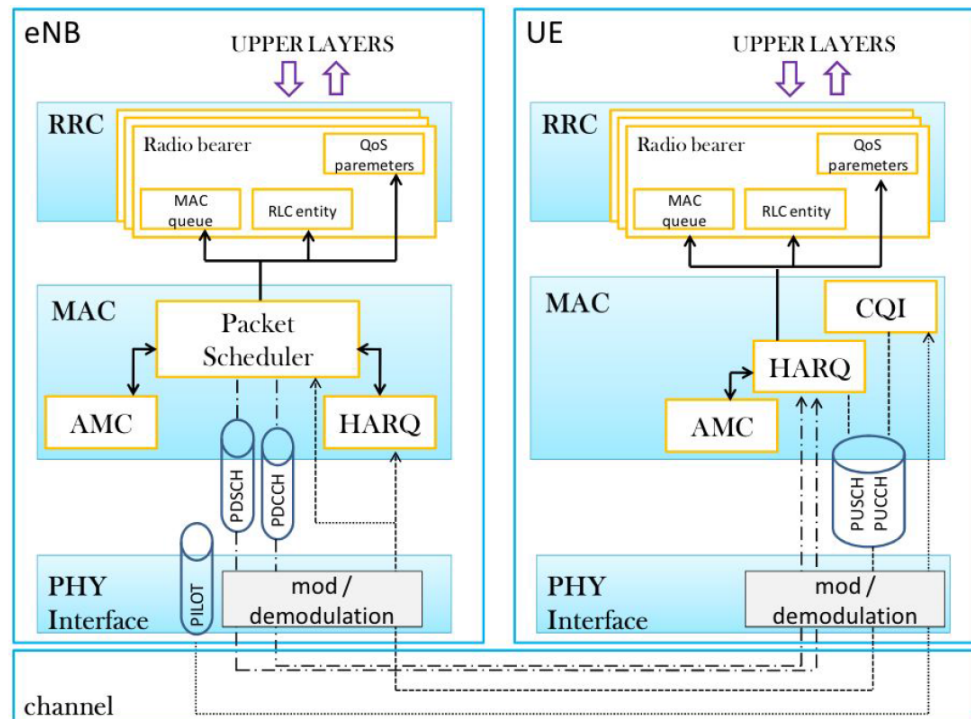 eNB
UPPER LAYERS
RRC
Radio bearer
QoS
paremeters
MAC
queue
RLC entity
MAC
Packet
Scheduler
AMC
HARQ
PDSCH
PDCCH
PILOT
PHY
Interface
mod /
demodulation
UE
UPPER LAYERS
RRC
Radio bearer
QoS
paremeters
MAC
queue
RLC entity
MAC
CQI
HARQ
AMC
PUSCH
PUCCH
PHY
Interface
mod /
demodulation
channel